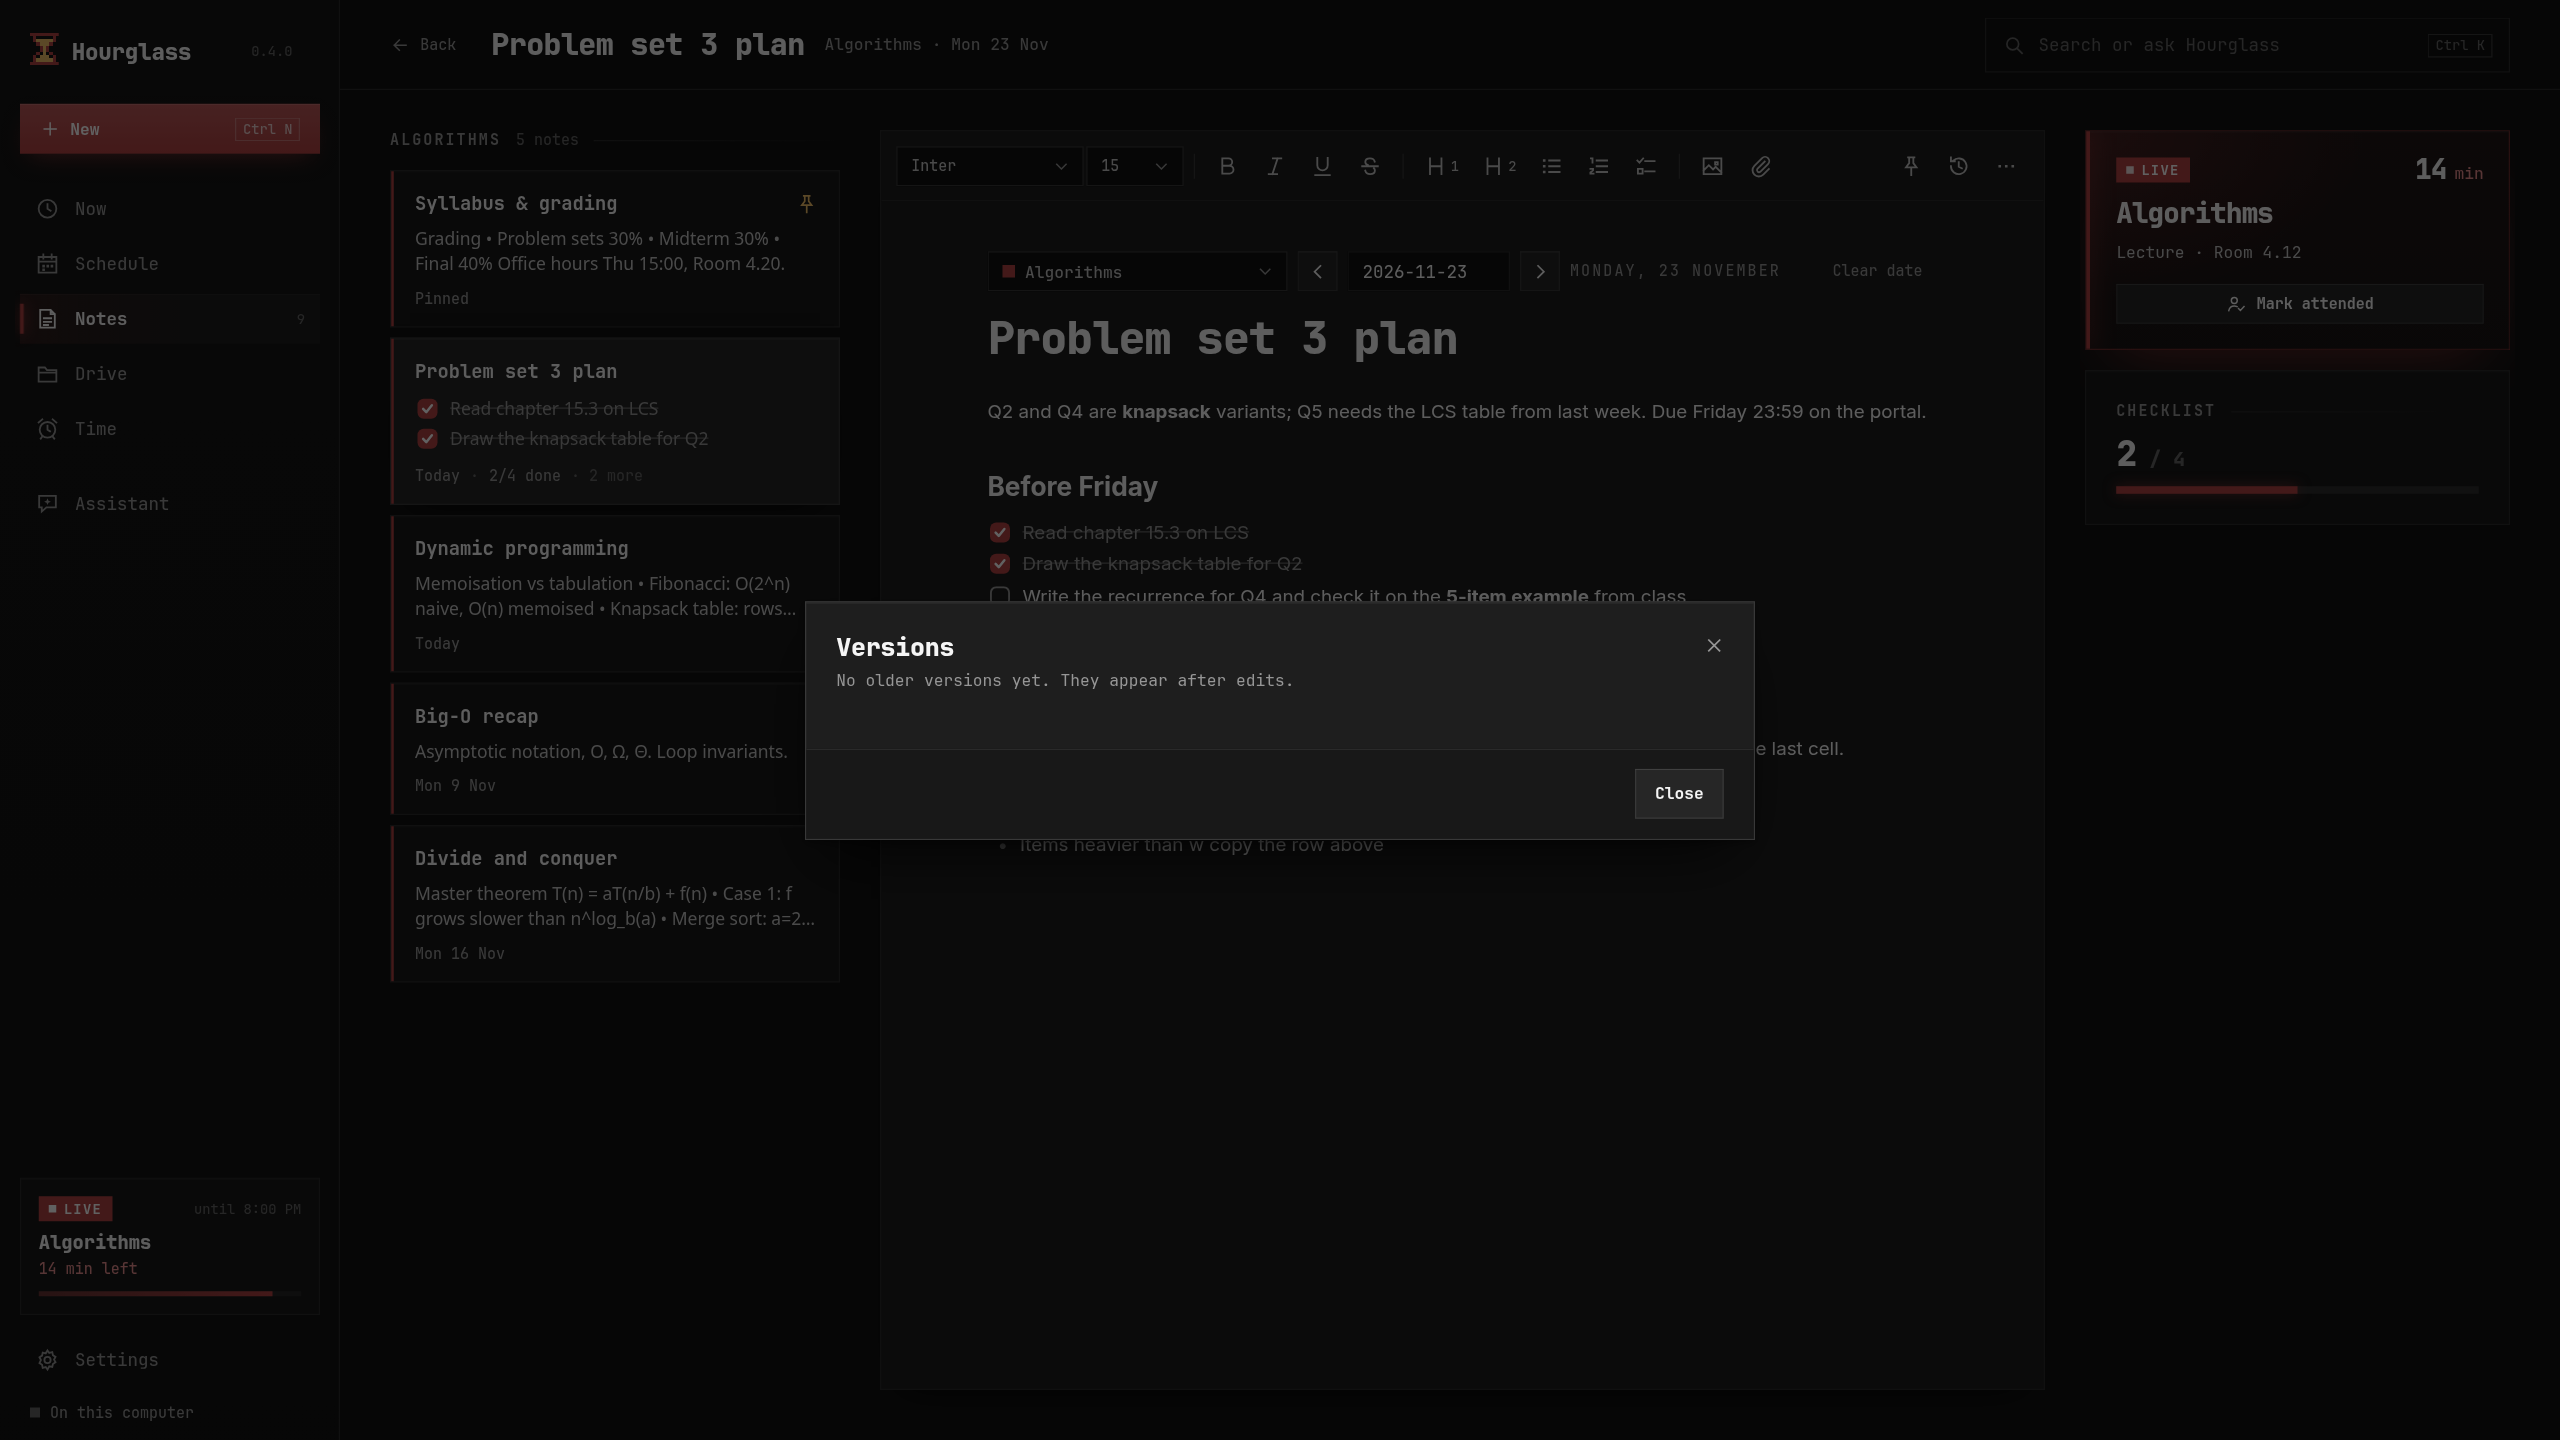 Hourglass 0.4.0
New Ctrl N
Now
Schedule
Notes 9
Drive
Time
Assistant
LIVE until 8:00 PM
Algorithms
14 min left
Settings
On this computer
Back Problem set 3 plan Algorithms · Mon 23 Nov
Search or ask Hourglass Ctrl K
ALGORITHMS 5 notes
Syllabus & grading
Grading • Problem sets 30% • Midterm 30% •
Final 40% Office hours Thu 15:00, Room 4.20.
Pinned
Problem set 3 plan
Read chapter 15.3 on LCS
Draw the knapsack table for Q2
Today · 2/4 done · 2 more
Dynamic programming
Memoisation vs tabulation • Fibonacci: O(2^n)
naive, O(n) memoised • Knapsack table: rows...
Today
Big-O recap
Asymptotic notation, O, Ω, Θ. Loop invariants.
Mon 9 Nov
Divide and conquer
Master theorem T(n) = aT(n/b) + f(n) • Case 1: f
grows slower than n^log_b(a) • Merge sort: a=2...
Mon 16 Nov
Inter 15 B I U S H1 H2
Algorithms 2026-11-23 MONDAY, 23 NOVEMBER Clear date
Problem set 3 plan
Q2 and Q4 are knapsack variants; Q5 needs the LCS table from last week. Due Friday 23:59 on the portal.
Before Friday
Read chapter 15.3 on LCS
Draw the knapsack table for Q2
Write the recurrence for Q4 and check it on the 5-item example from class
Versions
No older versions yet. They appear after edits.
Close
last cell.
Items heavier than w copy the row above
LIVE 14 min
Algorithms
Lecture · Room 4.12
Mark attended
CHECKLIST
2 / 4